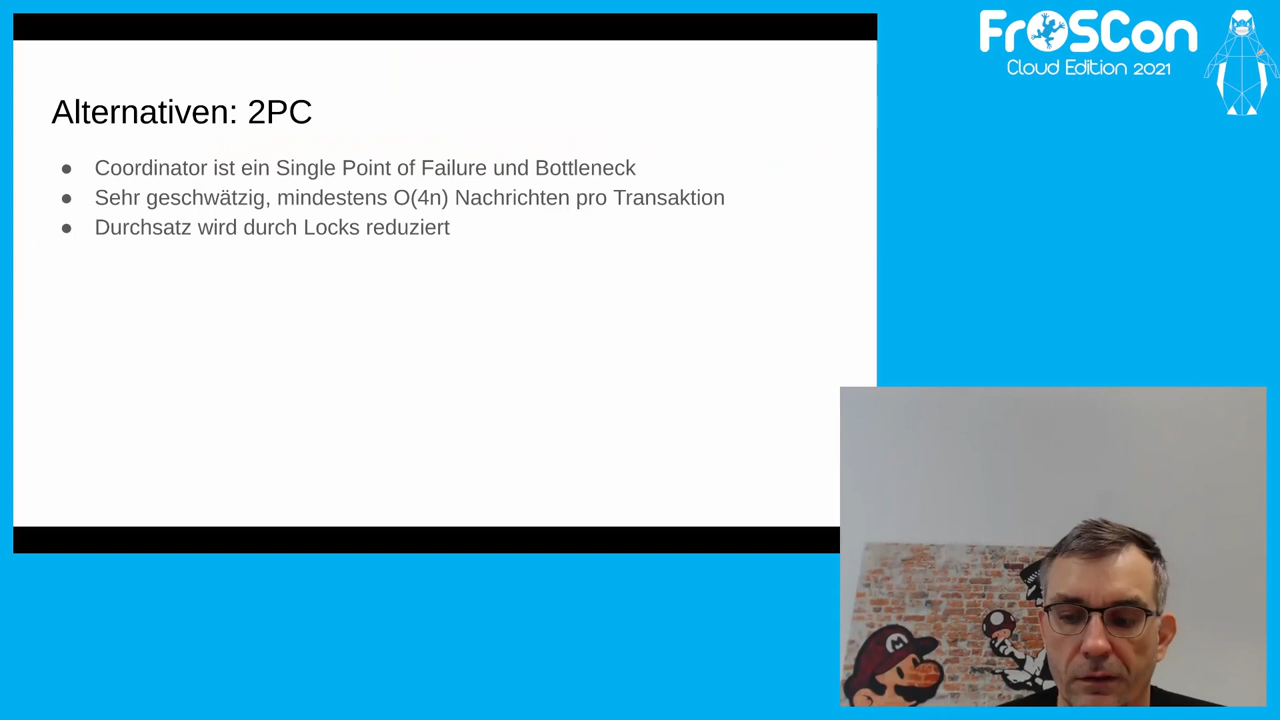 FrOSCon
Cloud Edition 2021
Alternativen: 2PC
● Coordinator ist ein Single Point of Failure und Bottleneck
● Sehr geschwätzig, mindestens O(4n) Nachrichten pro Transaktion
● Durchsatz wird durch Locks reduziert
M